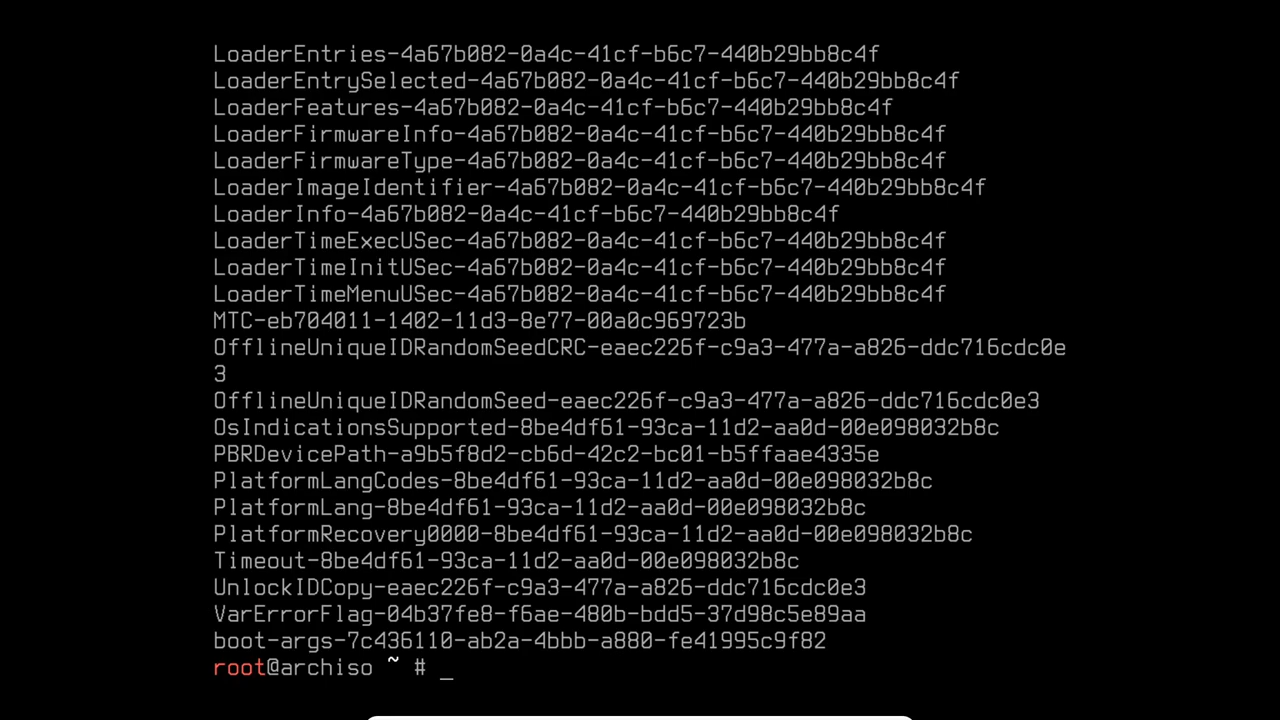 LoaderEntries-4a67b082-0a4c-41cf-b6c7-440b29bb8c4f
LoaderEntrySelected-4a67b082-0a4c-41cf-b6c7-440b29bb8c4f
LoaderFeatures-4a67b082-0a4c-41cf-b6c7-440b29bb8c4f
LoaderFirmwareInfo-4a67b082-0a4c-41cf-b6c7-440b29bb8c4f
LoaderFirmwareType-4a67b082-0a4c-41cf-b6c7-440b29bb8c4f
LoaderImageIdentifier-4a67b082-0a4c-41cf-b6c7-440b29bb8c4f
LoaderInfo-4a67b082-0a4c-41cf-b6c7-440b29bb8c4f
LoaderTimeExecUSec-4a67b082-0a4c-41cf-b6c7-440b29bb8c4f
LoaderTimeInitUSec-4a67b082-0a4c-41cf-b6c7-440b29bb8c4f
LoaderTimeMenuUSec-4a67b082-0a4c-41cf-b6c7-440b29bb8c4f
MTC-eb704011-1402-11d3-8e77-00a0c969723b
OfflineUniqueIDRandomSeedCRC-eaec226f-c9a3-477a-a826-ddc716cdc0e
3
OfflineUniqueIDRandomSeed-eaec226f-c9a3-477a-a826-ddc716cdc0e3
OsIndicationsSupported-8be4df61-93ca-11d2-aa0d-00e098032b8c
PBRDevicePath-a9b5f8d2-cb6d-42c2-bc01-b5ffaae4335e
PlatformLangCodes-8be4df61-93ca-11d2-aa0d-00e098032b8c
PlatformLang-8be4df61-93ca-11d2-aa0d-00e098032b8c
PlatformRecovery0000-8be4df61-93ca-11d2-aa0d-00e098032b8c
Timeout-8be4df61-93ca-11d2-aa0d-00e098032b8c
UnlockIDCopy-eaec226f-c9a3-477a-a826-ddc716cdc0e3
VarErrorFlag-04b37fe8-f6ae-480b-bdd5-37d98c5e89aa
boot-args-7c436110-ab2a-4bbb-a880-fe41995c9f82
root@archiso ~ # _